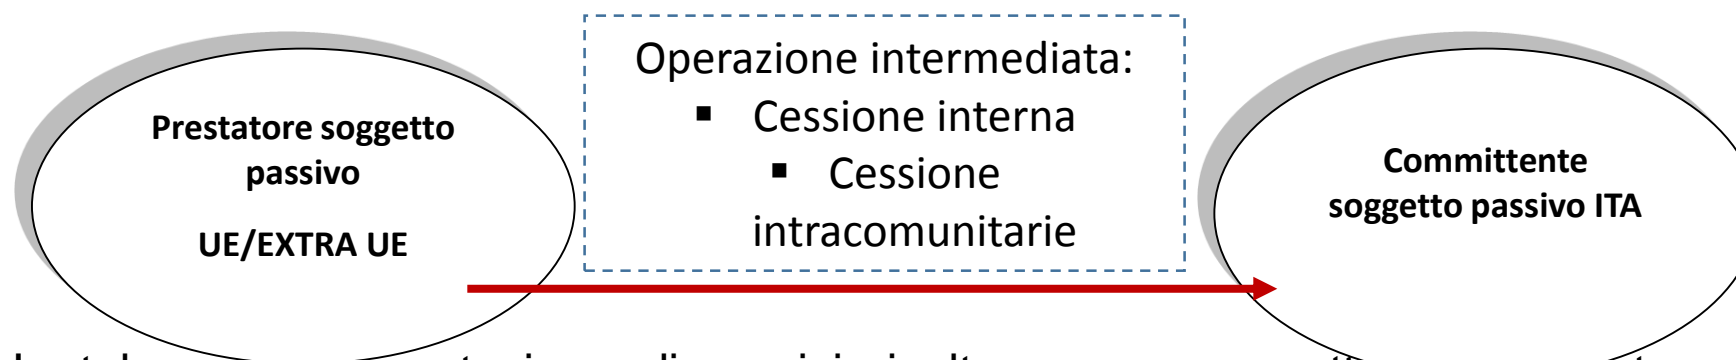 Prestatore soggetto
passivo
UE/EXTRA UE
Operazione intermediata:
▪ Cessione interna
▪ Cessione
intracomunitarie
Committente
soggetto passivo ITA